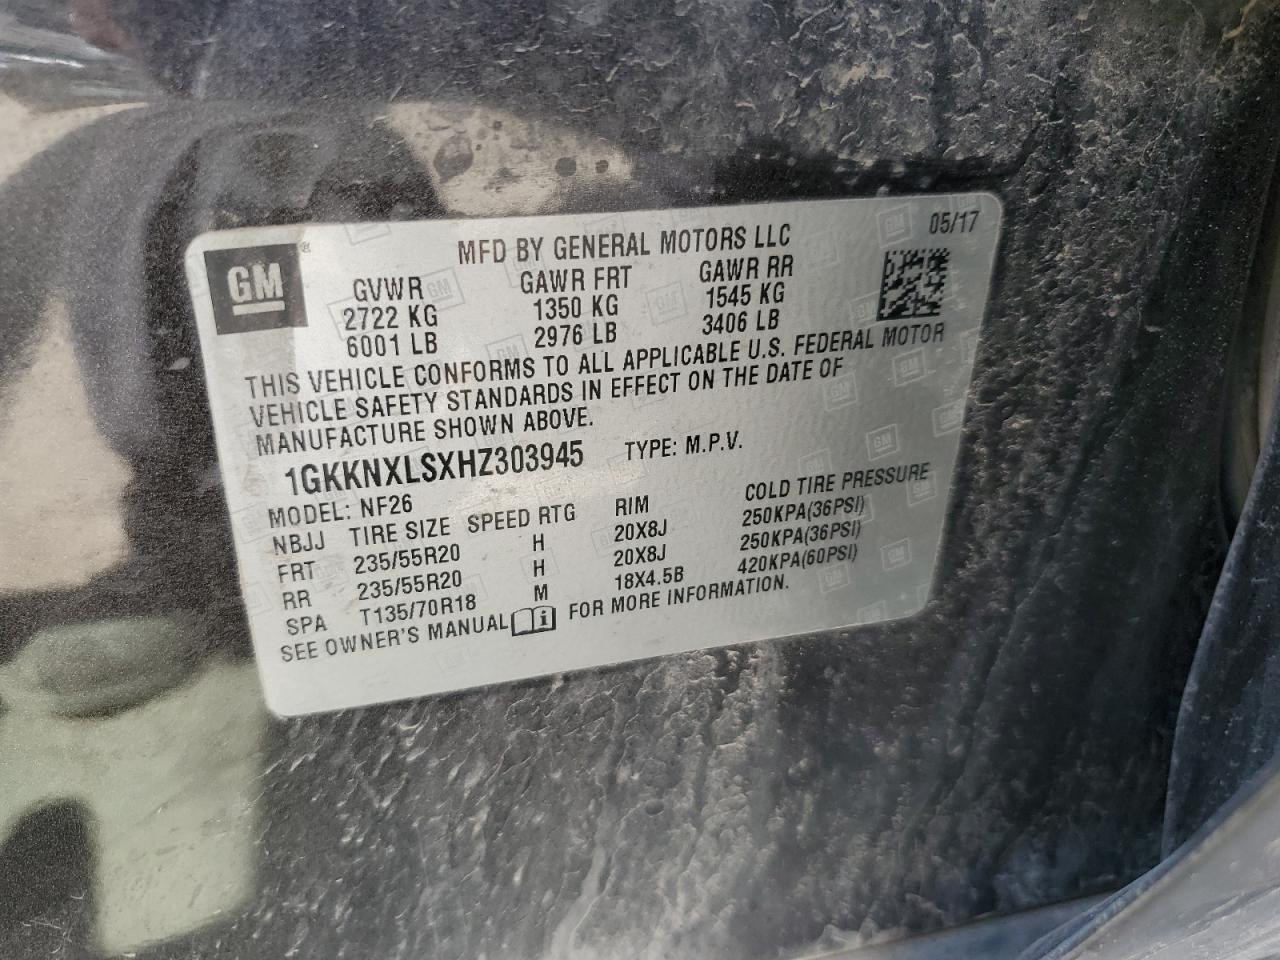 GM ®
MFD BY GENERAL MOTORS LLC 05/17
GVWR GAWR FRT GAWR RR
2722 KG 1350 KG 1545 KG
6001 LB 2976 LB 3406 LB
THIS VEHICLE CONFORMS TO ALL APPLICABLE U.S. FEDERAL MOTOR
VEHICLE SAFETY STANDARDS IN EFFECT ON THE DATE OF
MANUFACTURE SHOWN ABOVE.
1GKKNXLSXHZ303945 TYPE: M.P.V.
MODEL: NF26
NBJJ TIRE SIZE SPEED RTG RIM COLD TIRE PRESSURE
FRT 235/55R20 H 20X8J 250KPA(36PSI)
RR 235/55R20 H 20X8J 250KPA(36PSI)
SPA T135/70R18 M 18X4.5B 420KPA(60PSI)
SEE OWNER'S MANUAL FOR MORE INFORMATION.